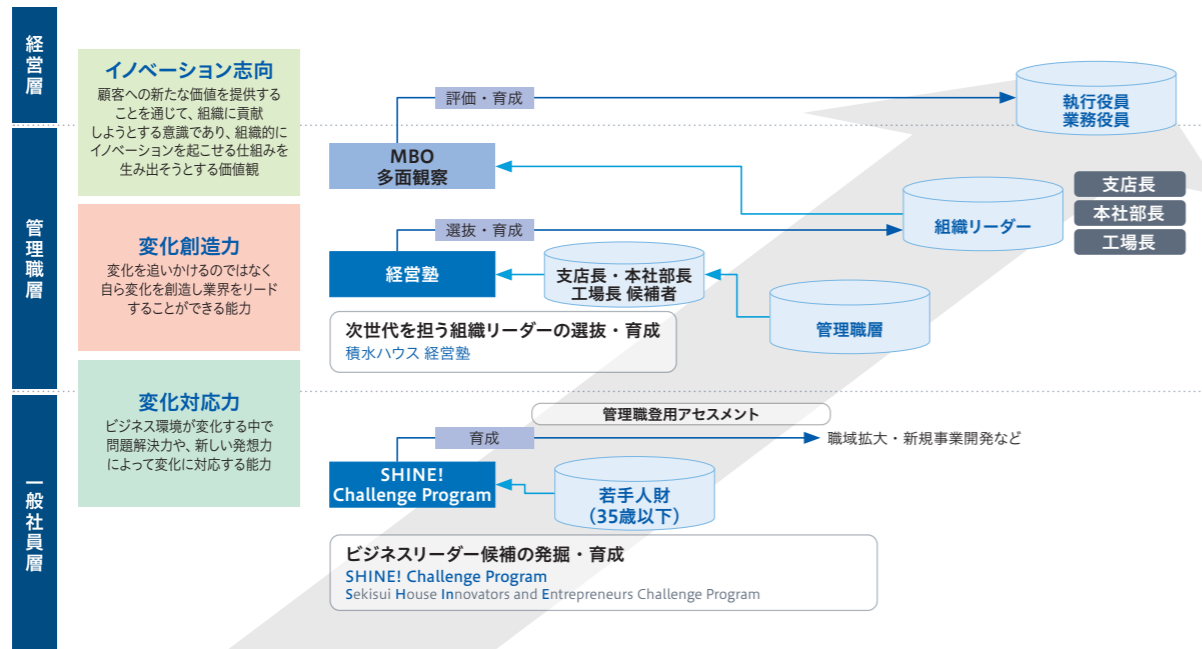 経営層
管理職層
一般社員層
イノベーション志向
顧客への新たな価値を提供する
ことを通じて、組織に貢献
しようとする意識であり、組織的に
イノベーションを起こせる仕組みを
生み出そうとする価値観
変化創造力
変化を追いかけるのではなく
自ら変化を創造し業界をリード
することができる能力
変化対応力
ビジネス環境が変化する中で
問題解決力や、新しい発想力
によって変化に対応する能力
評価・育成
執行役員
業務役員
MBO
多面観察
支店長
本社部長
工場長
組織リーダー
選抜・育成
経営塾
支店長・本社部長
工場長 候補者
管理職層
次世代を担う組織リーダーの選抜・育成
積水ハウス 経営塾
管理職登用アセスメント
育成
職域拡大・新規事業開発など
SHINE!
Challenge Program
若手人財
（35歳以下）
ビジネスリーダー候補の発掘・育成
SHINE! Challenge Program
Sekisui House Innovators and Entrepreneurs Challenge Program